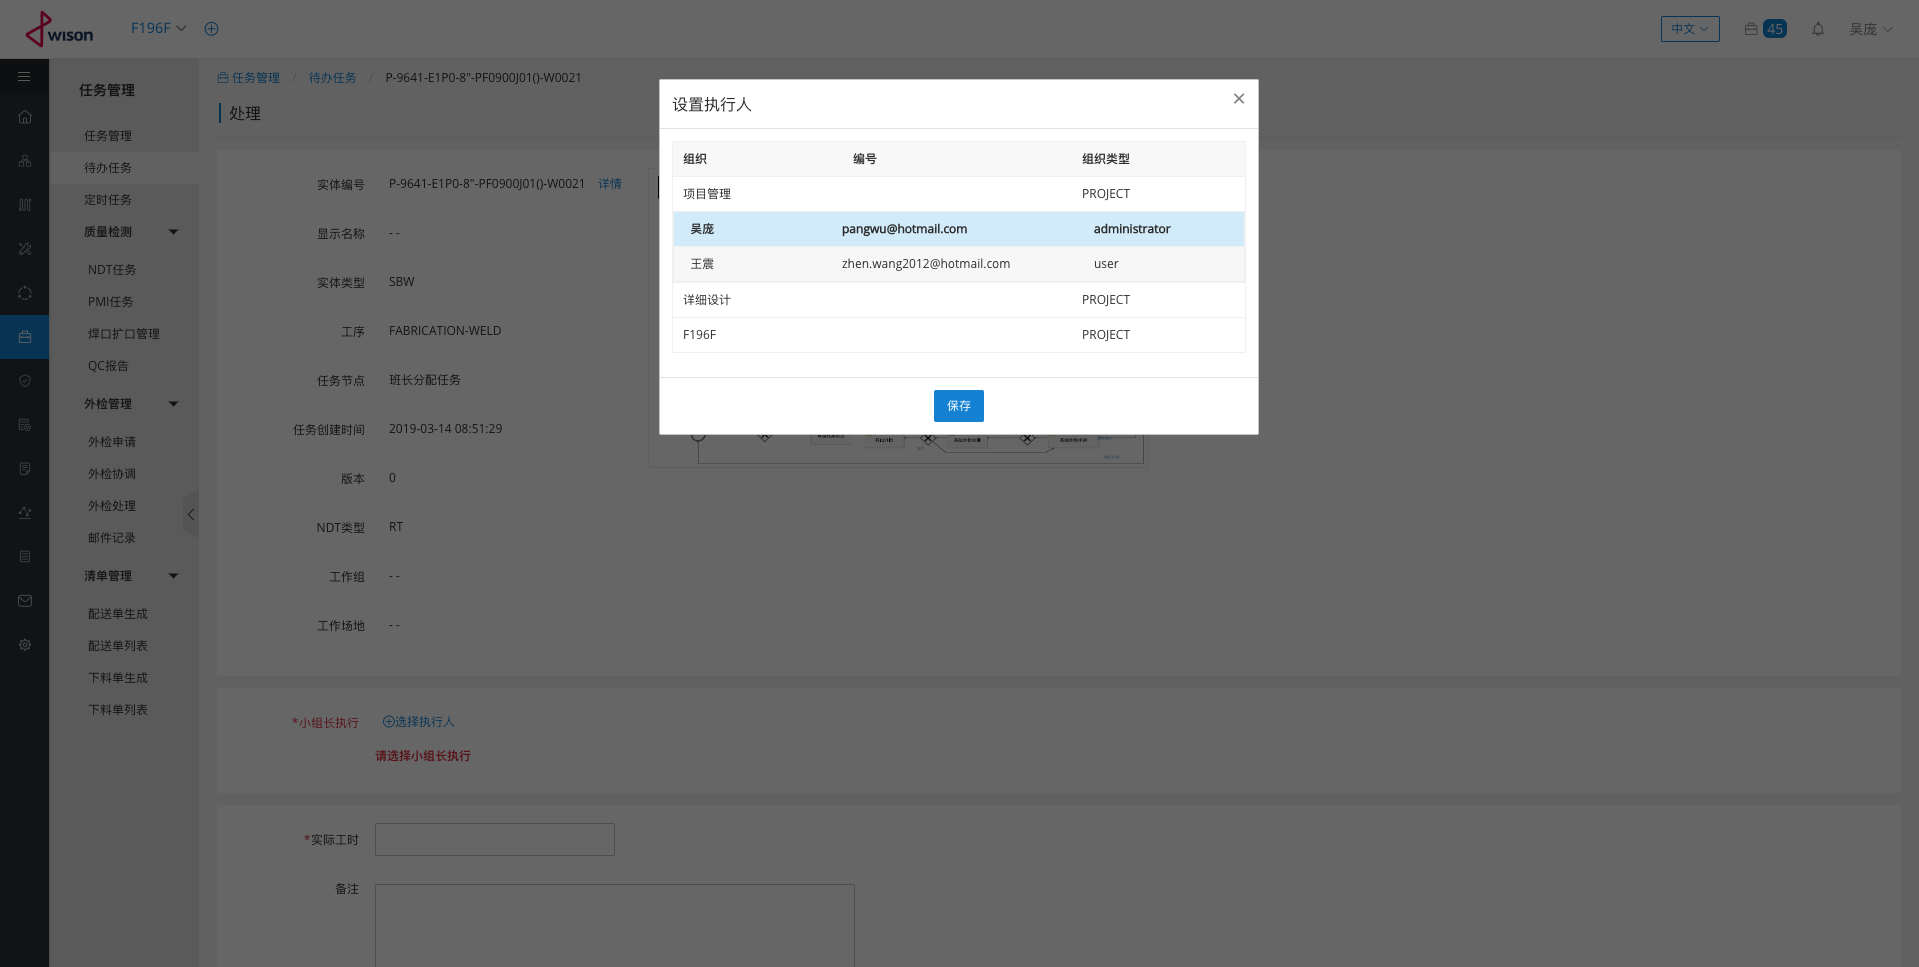 wison
F196F
中文
45
吴庞
任务管理
任务管理
待办任务
定时任务
质量检测
NDT任务
PMI任务
焊口扩口管理
QC报告
外检管理
外检申请
外检协调
外检处理
邮件记录
清单管理
配送单生成
配送单列表
下料单生成
下料单列表
任务管理 / 待办任务 / P-9641-E1P0-8"-PF0900J01()-W0021
处理
实体编号 P-9641-E1P0-8"-PF0900J01()-W0021 详情
显示名称 - -
实体类型 SBW
工序 FABRICATION-WELD
任务节点 班长分配任务
任务创建时间 2019-03-14 08:51:29
版本 0
NDT类型 RT
工作组 - -
工作场地 - -
设置执行人
组织 编号 组织类型
项目管理 PROJECT
吴庞 pangwu@hotmail.com administrator
王震 zhen.wang2012@hotmail.com user
详细设计 PROJECT
F196F PROJECT
保存
*小组长执行 选择执行人
请选择小组长执行
*实际工时
备注